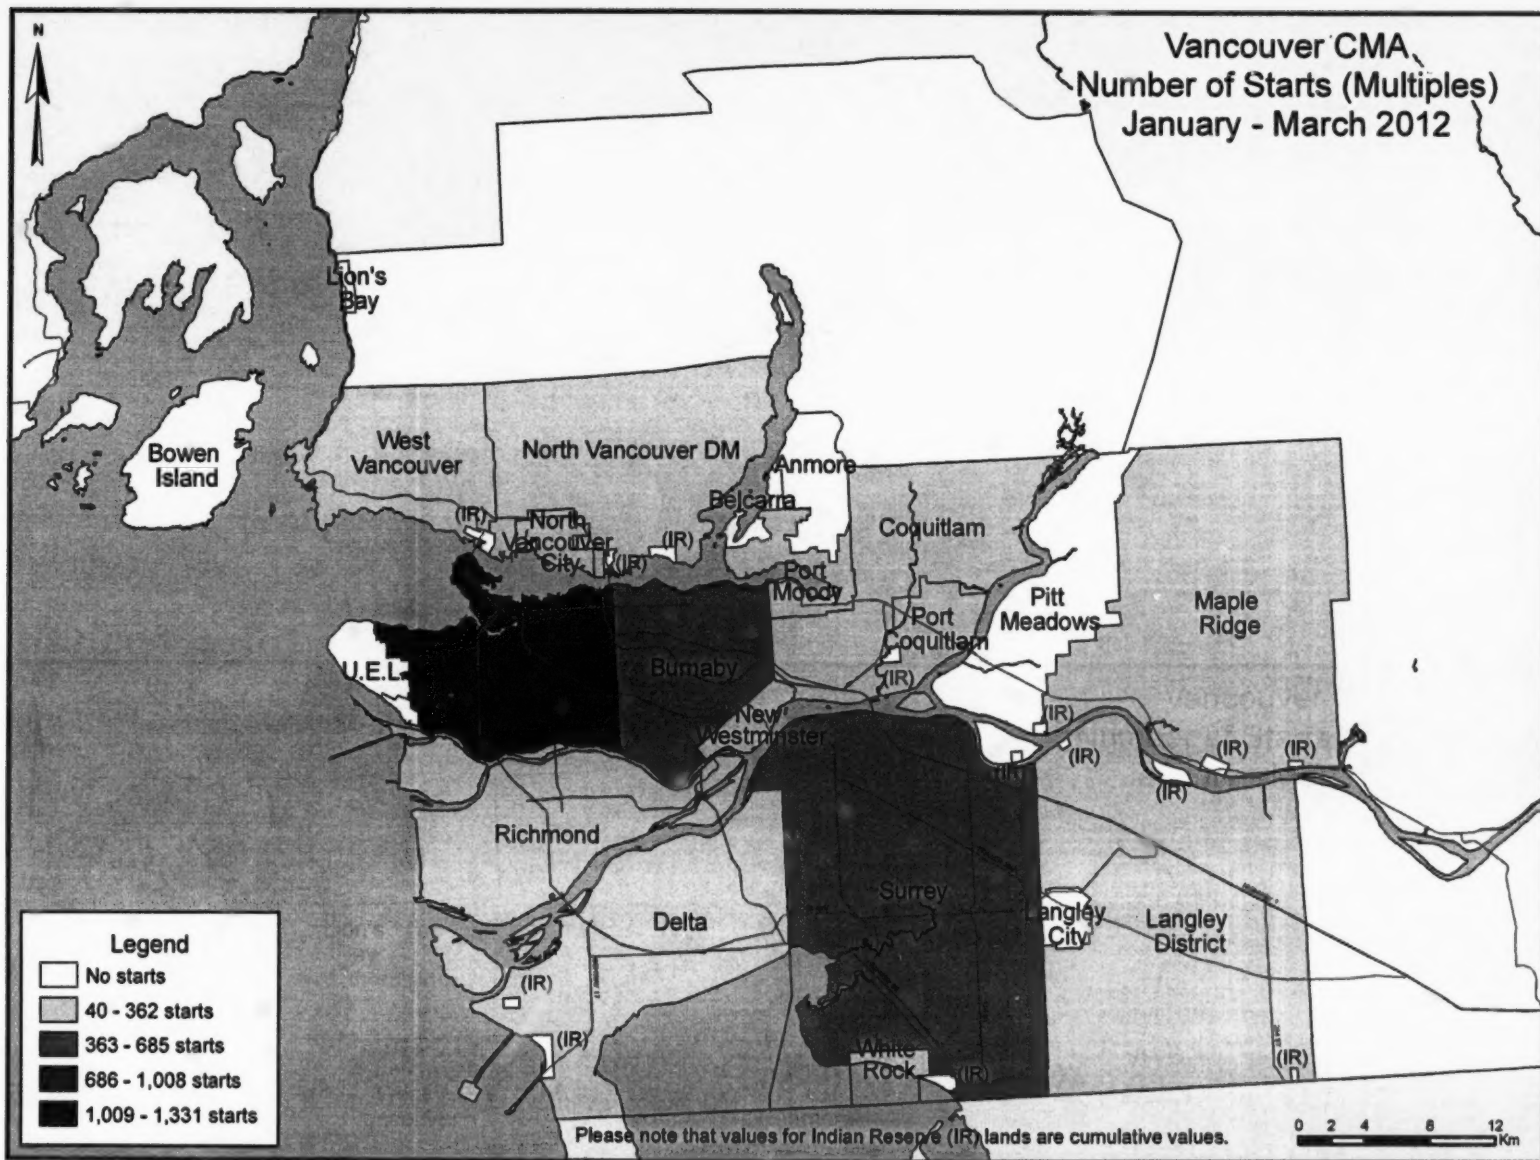 N
Vancouver CMA
Number of Starts (Multiples)
January - March 2012
Lion's
Bay
Bowen
Island
West
Vancouver
North Vancouver DM
Anmore
Belcarra
(IR)
North
Vancouver
City
(IR)
(IR)
Coquitlam
Port
Moody
Port
Coquitlam
(IR)
Pitt
Meadows
Maple
Ridge
U.E.L.
Burnaby
New
Westminster
(IR)
(IR)
(IR)
(IR)
(IR)
(IR)
Richmond
Delta
Surrey
Langley
City
Langley
District
(IR)
(IR)
White
Rock
(IR)
(IR)
Legend
No starts
40 - 362 starts
363 - 685 starts
686 - 1,008 starts
1,009 - 1,331 starts
Please note that values for Indian Reserve (IR) lands are cumulative values.
0 2 4 8 12
Km